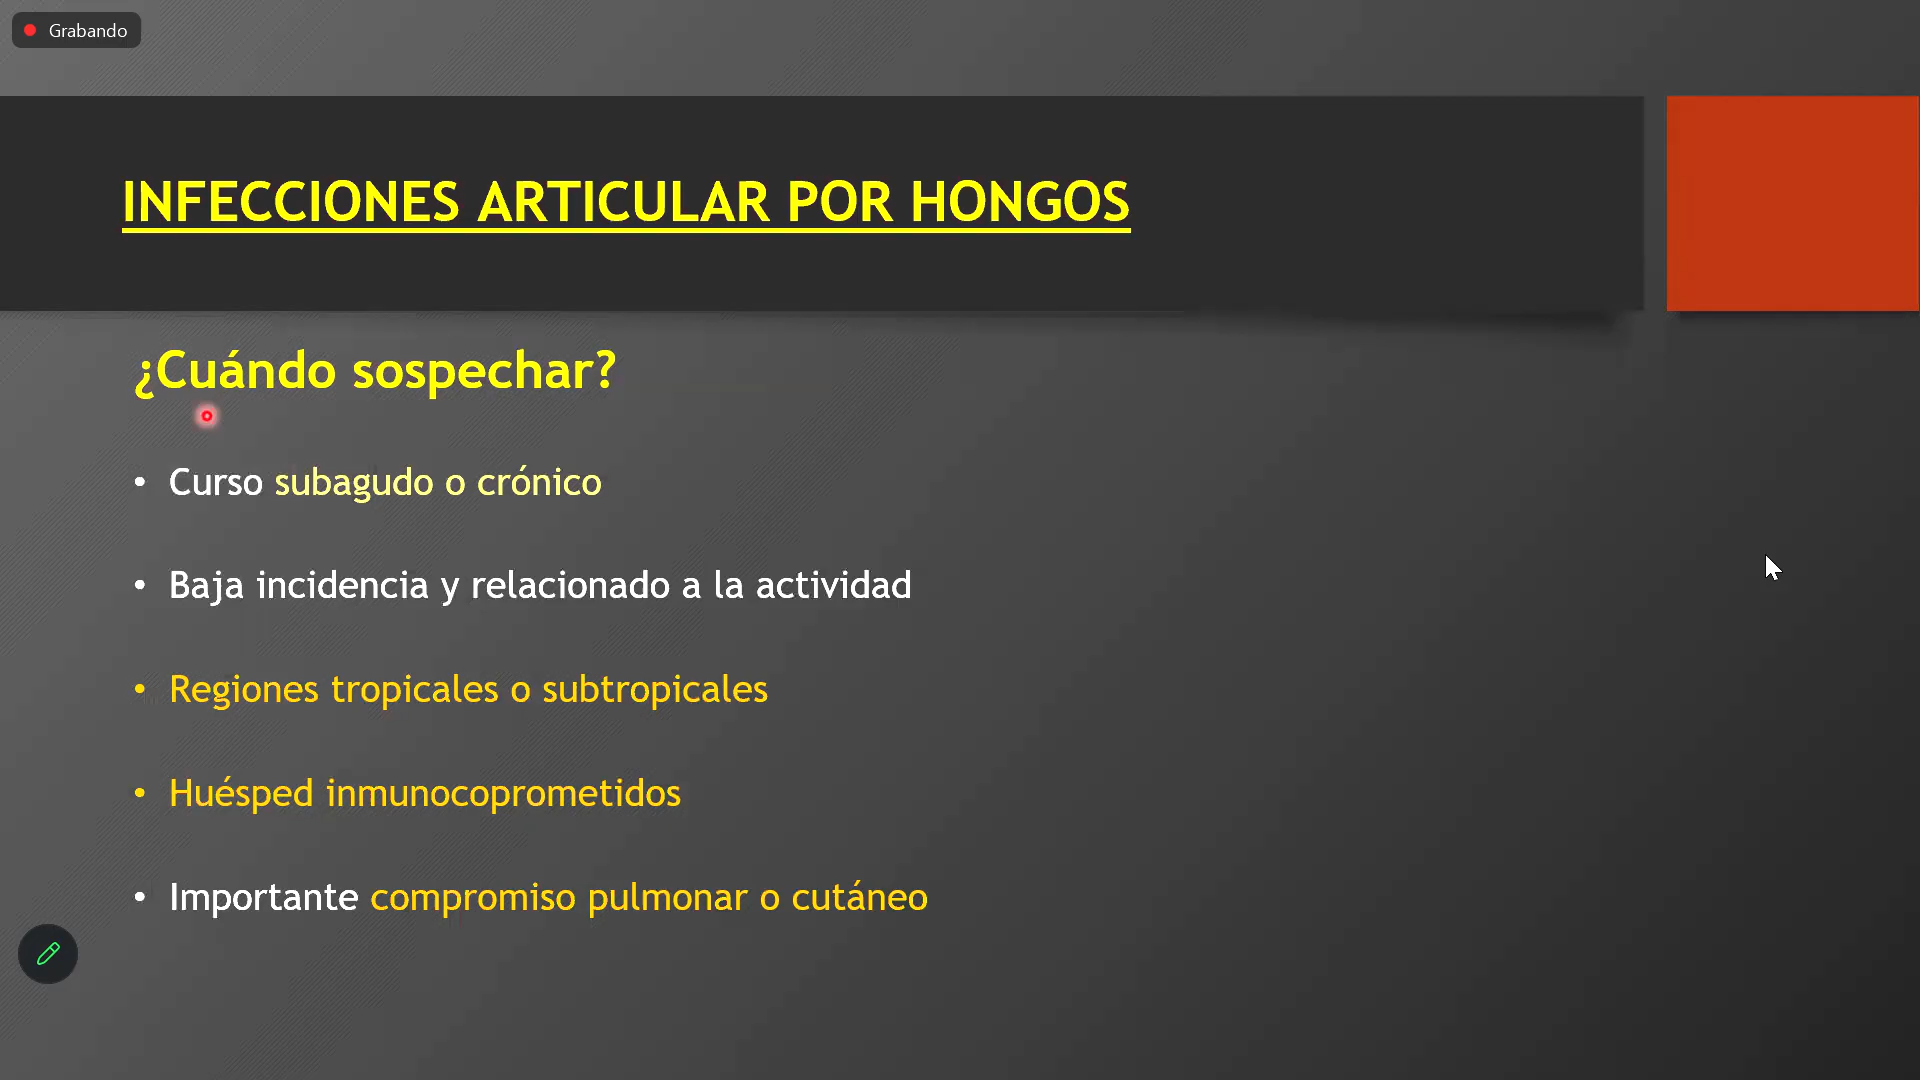 Grabando
INFECCIONES ARTICULAR POR HONGOS
¿Cuándo sospechar?
• Curso subagudo o crónico
• Baja incidencia y relacionado a la actividad
• Regiones tropicales o subtropicales
• Huésped inmunocoprometidos
• Importante compromiso pulmonar o cutáneo